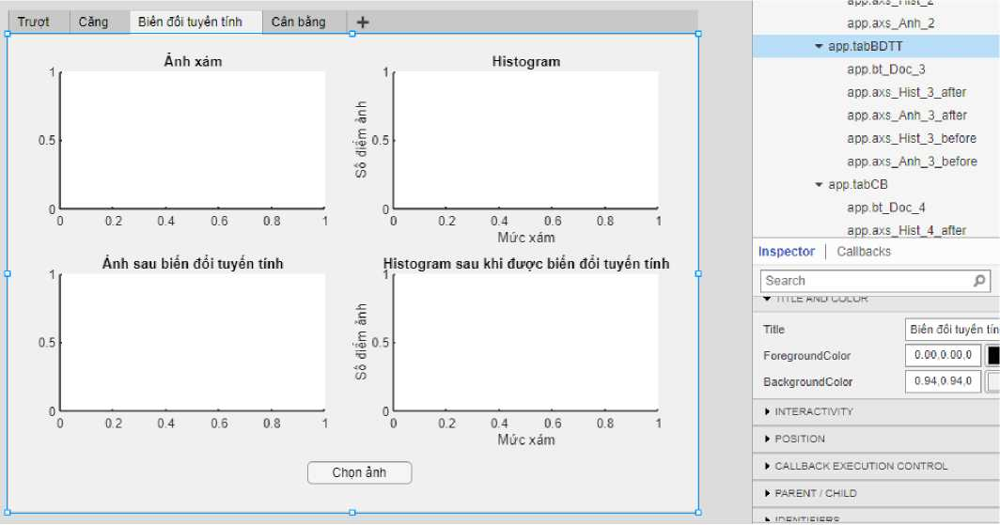 Trượt Căng Biến đổi tuyến tính Cân bằng +
Ảnh xám
1
0.5
0
0 0.2 0.4 0.6 0.8 1
Histogram
Số điểm ảnh
1
0.5
0
0 0.2 0.4 0.6 0.8 1
Mức xám
Ảnh sau biến đổi tuyến tính
1
0.5
0
0 0.2 0.4 0.6 0.8 1
Histogram sau khi được biến đổi tuyến tính
Số điểm ảnh
1
0.5
0
0 0.2 0.4 0.6 0.8 1
Mức xám
Chọn ảnh
app.axs_Hist_2
app.axs_Anh_2
app.tabBDTT
app.bt_Doc_3
app.axs_Hist_3_after
app.axs_Anh_3_after
app.axs_Hist_3_before
app.axs_Anh_3_before
app.tabCB
app.bt_Doc_4
app.axs_Hist_4_after
Inspector Callbacks
Search
TITLE AND COLOR
Title Biến đổi tuyến tín
ForegroundColor 0.00,0.00,0
BackgroundColor 0.94,0.94,0
INTERACTIVITY
POSITION
CALLBACK EXECUTION CONTROL
PARENT / CHILD
IDENTIFIERS